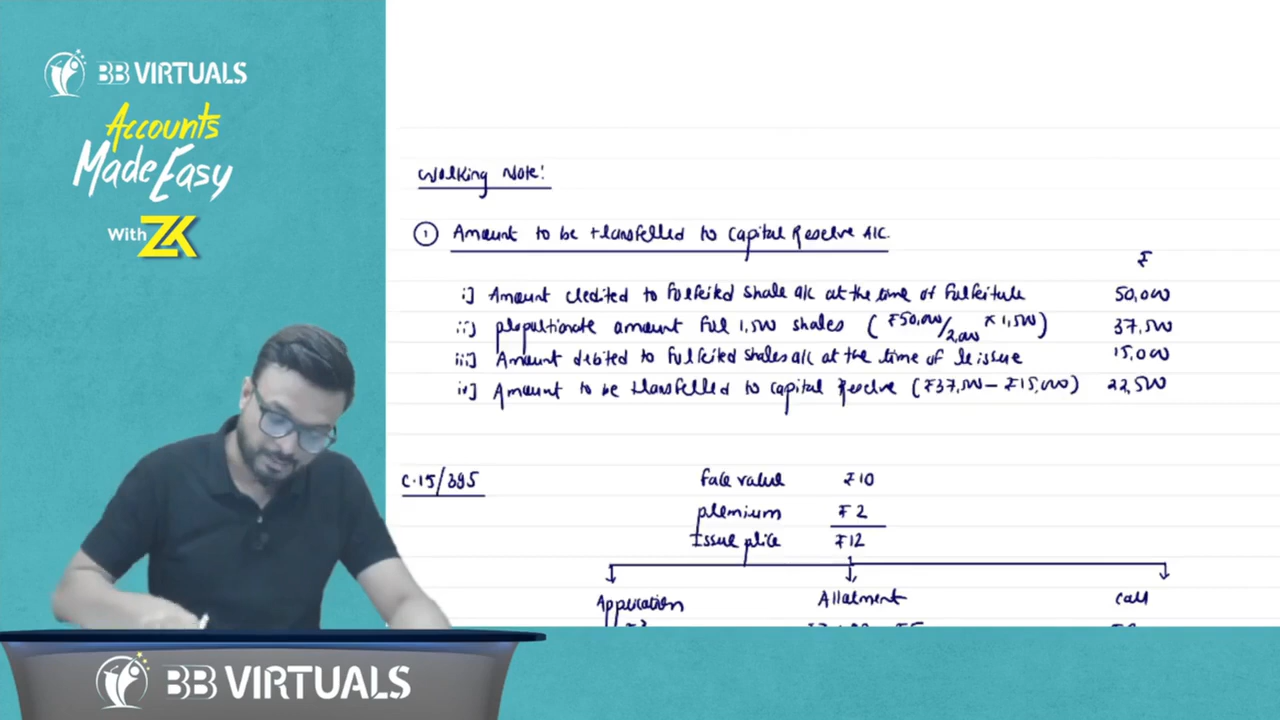 BB VIRTUALS
Accounts
Made Easy
With ZK
Working Note:
① Amount to be transferred to Capital Reserve A/C.
₹
i] Amount credited to forfeited share a/c at the time of forfeiture 50,000
ii] proportionate amount for 1,500 shares (₹50,000/2,000 × 1,500) 37,500
iii] Amount debited to forfeited shares a/c at the time of reissue 15,000
iv] Amount to be transferred to capital Reserve (₹37,500 – ₹15,000) 22,500
C.15/395
face value ₹10
premium ₹2
Issue price ₹12
Application Allotment Call
BB VIRTUALS